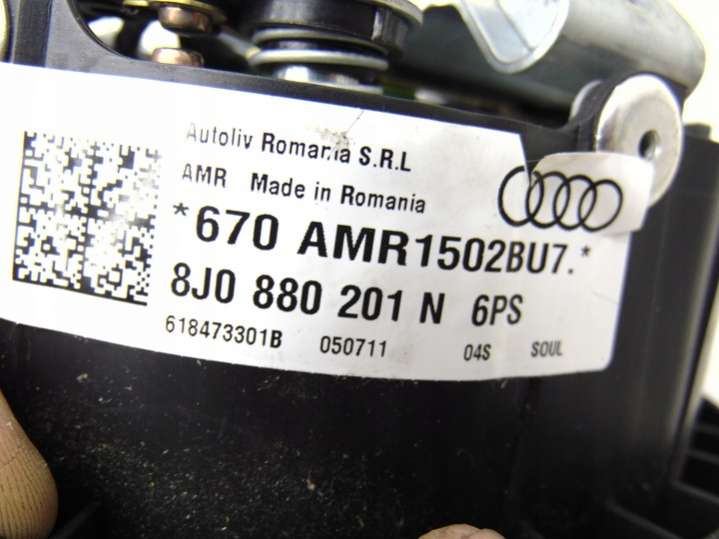 Autoliv Romania S.R.L
AMR Made in Romania
*670 AMR1502BU7.*
8J0 880 201 N 6PS
618473301B 050711 04S SOUL